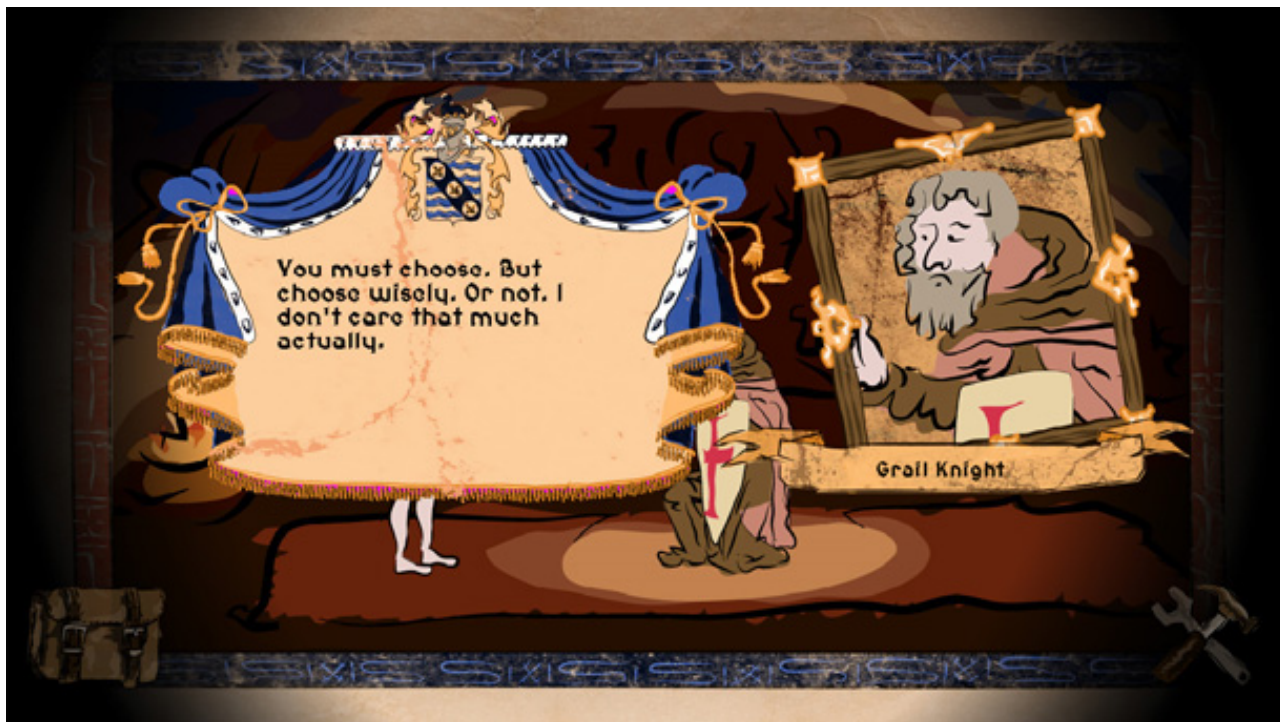 You must choose. But
choose wisely. Or not. I
don't care that much
actually.
Grail Knight